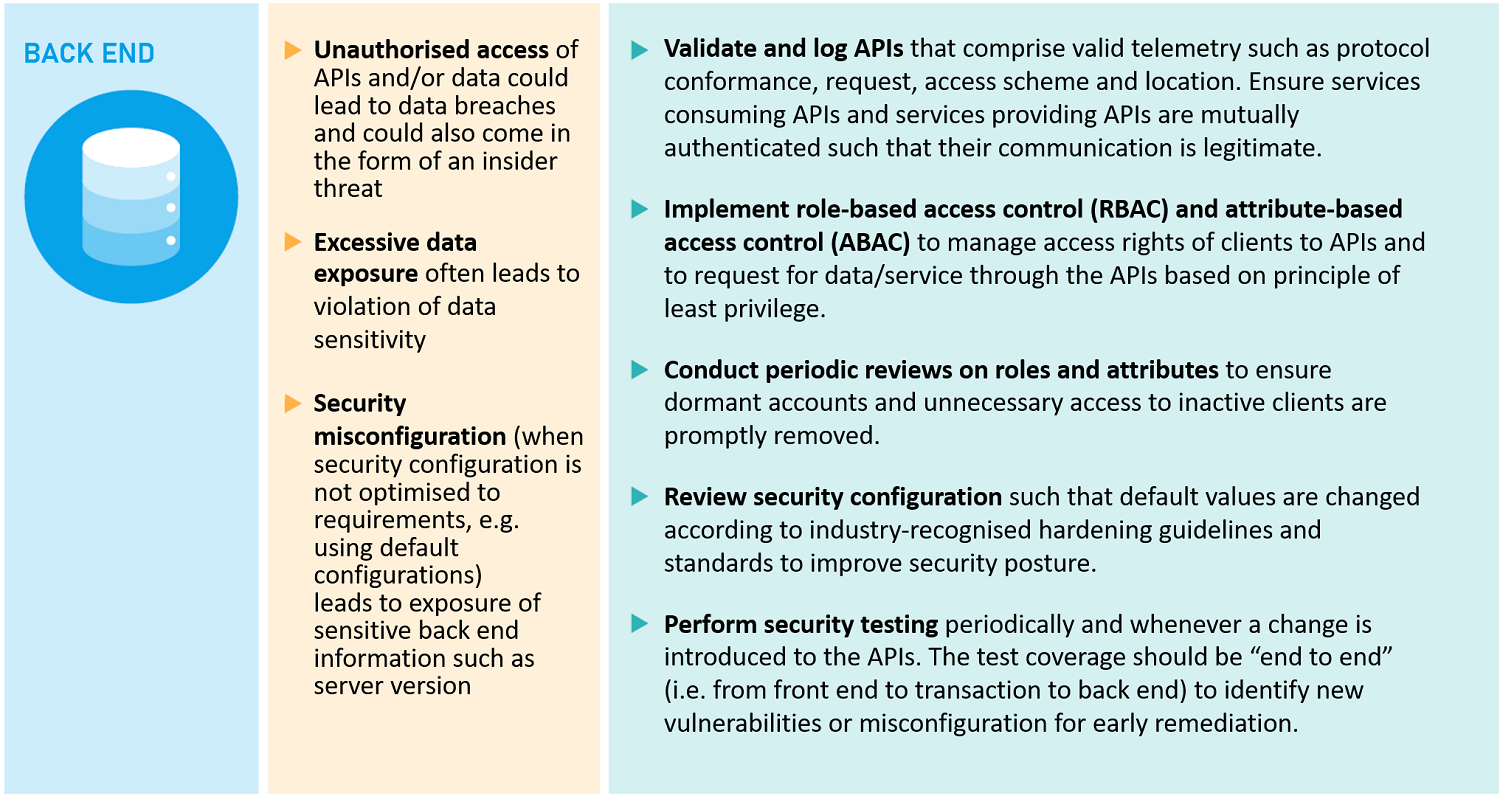 BACK END
Unauthorised access of
APIs and/or data could
lead to data breaches
and could also come in
the form of an insider
threat
Excessive data
exposure often leads to
violation of data
sensitivity
Security
misconfiguration (when
security configuration is
not optimised to
requirements, e.g.
using default
configurations)
leads to exposure of
sensitive back end
information such as
server version
Validate and log APIs that comprise valid telemetry such as protocol
conformance, request, access scheme and location. Ensure services
consuming APIs and services providing APIs are mutually
authenticated such that their communication is legitimate.
Implement role-based access control (RBAC) and attribute-based
access control (ABAC) to manage access rights of clients to APIs and
to request for data/service through the APIs based on principle of
least privilege.
Conduct periodic reviews on roles and attributes to ensure
dormant accounts and unnecessary access to inactive clients are
promptly removed.
Review security configuration such that default values are changed
according to industry-recognised hardening guidelines and
standards to improve security posture.
Perform security testing periodically and whenever a change is
introduced to the APIs. The test coverage should be “end to end”
(i.e. from front end to transaction to back end) to identify new
vulnerabilities or misconfiguration for early remediation.